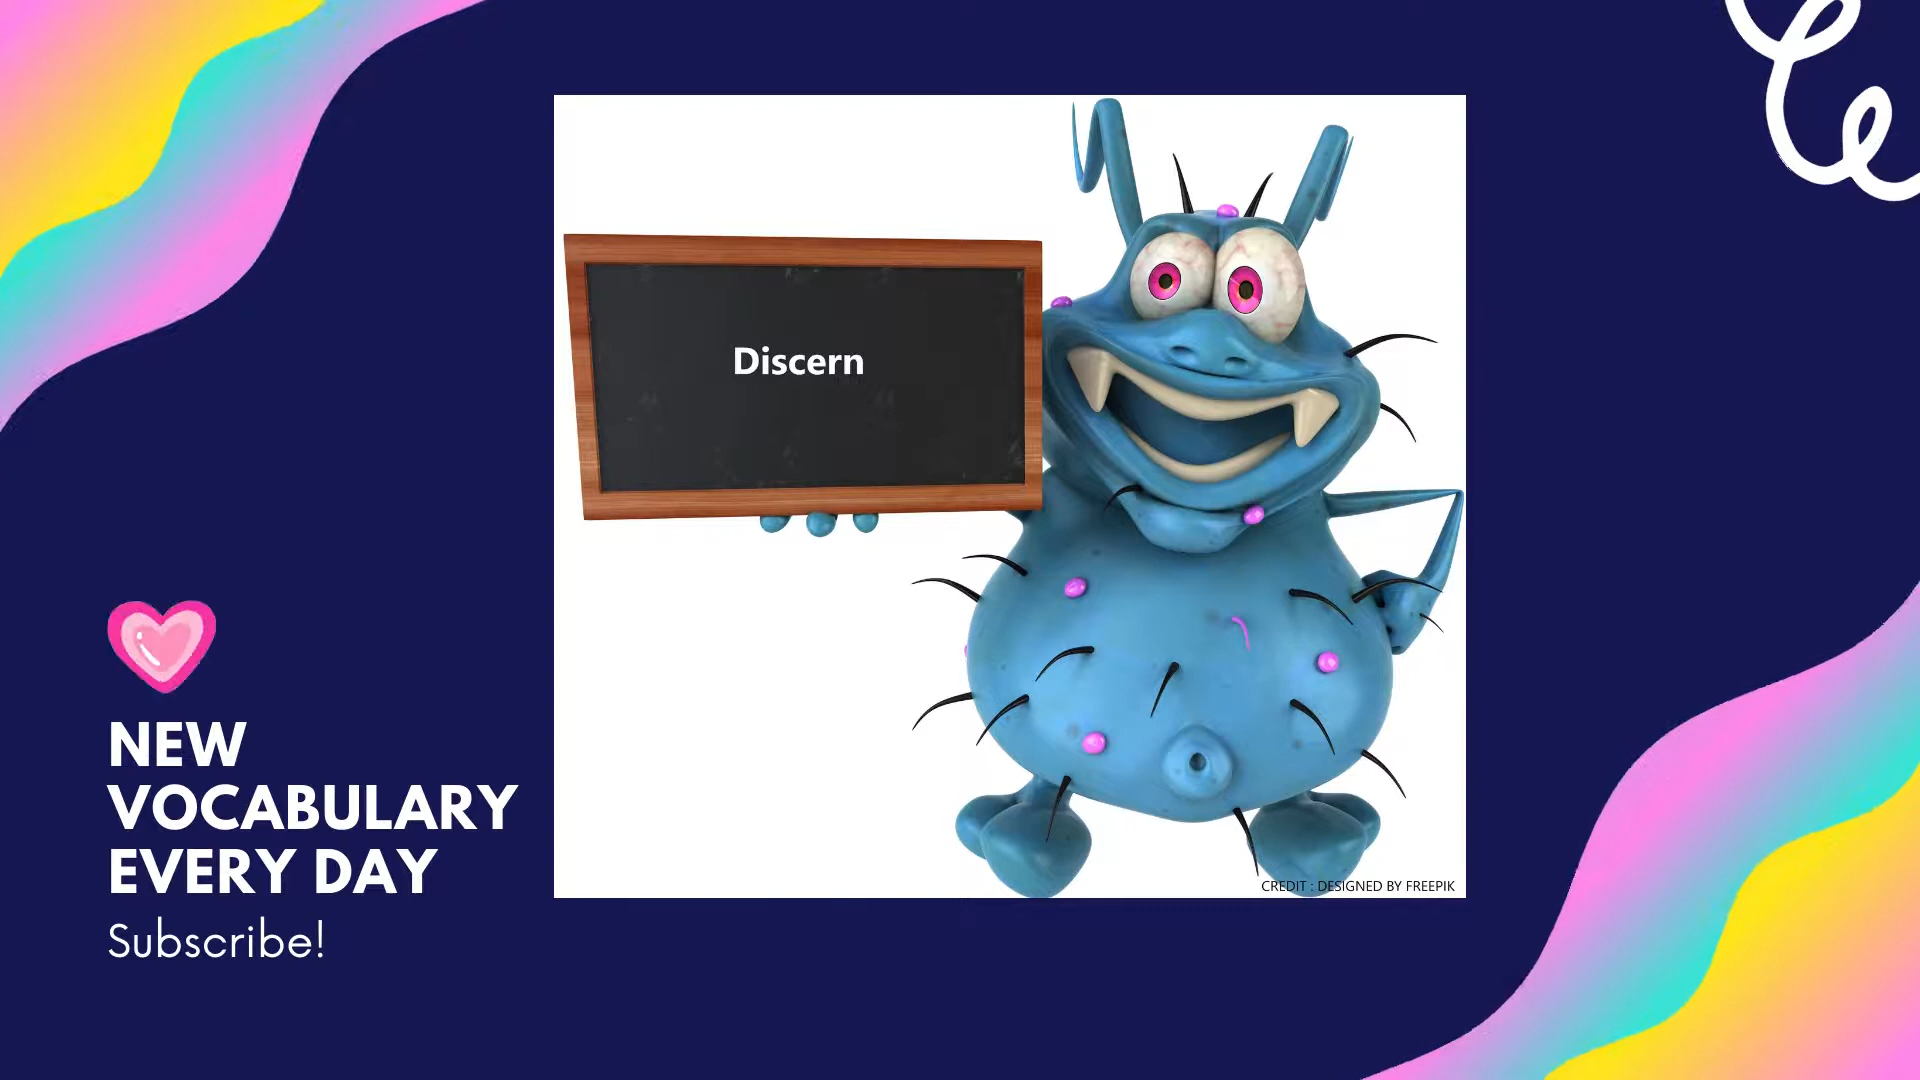 Discern
NEW
VOCABULARY
EVERY DAY
Subscribe!
CREDIT : DESIGNED BY FREEPIK